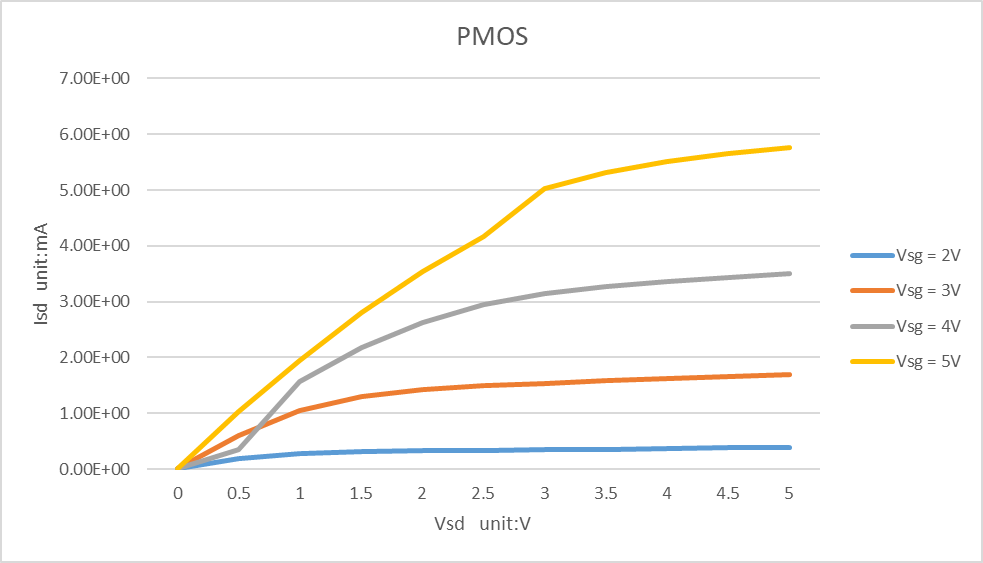 PMOS
7.00E+00
6.00E+00
5.00E+00
4.00E+00
3.00E+00
2.00E+00
1.00E+00
0.00E+00
Isd unit:mA
0 0.5 1 1.5 2 2.5 3 3.5 4 4.5 5
Vsd unit:V
Vsg = 2V
Vsg = 3V
Vsg = 4V
Vsg = 5V